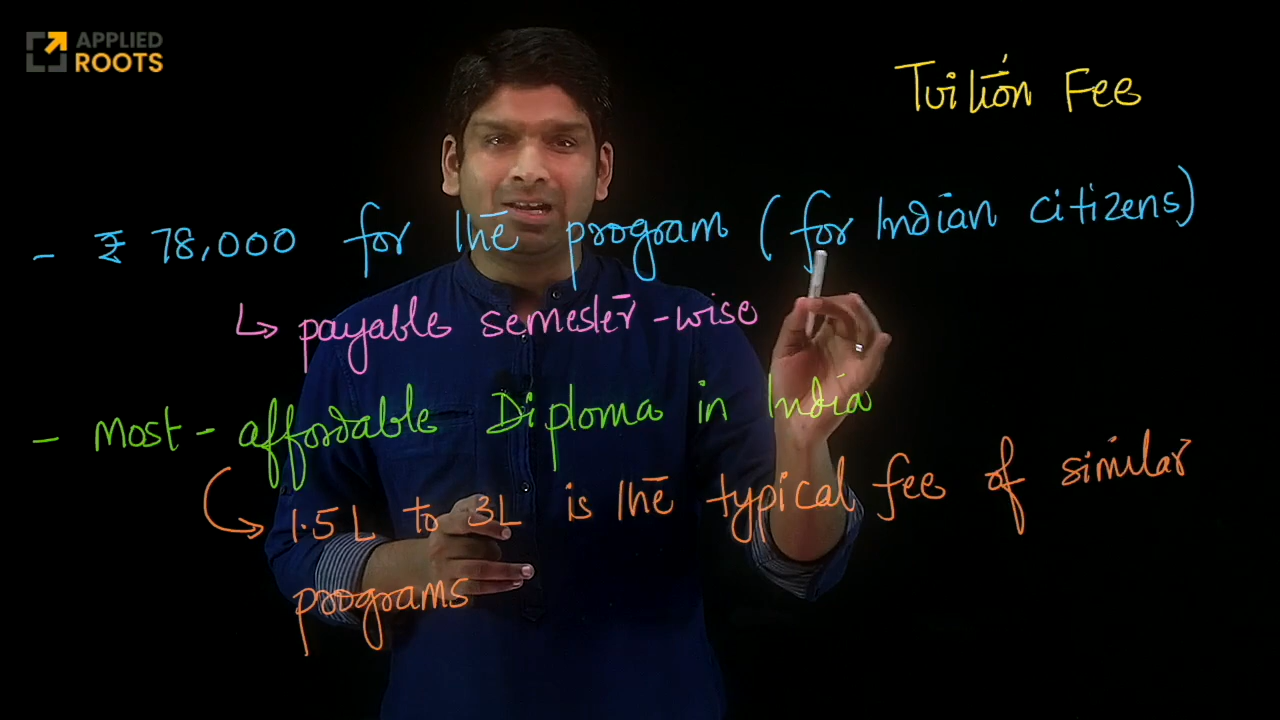 APPLIED
ROOTS
Tuition Fee
- ₹ 78,000 for the program (for Indian citizens)
↳ payable semester-wise
- Most-affordable Diploma in India
↳ 1.5L to 3L is the typical fee of similar
programs